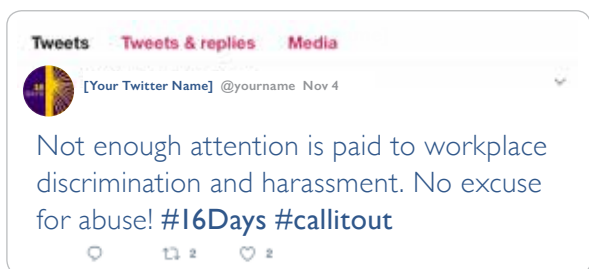 Tweets Tweets & replies Media
[Your Twitter Name] @yourname Nov 4
Not enough attention is paid to workplace
discrimination and harassment. No excuse
for abuse! #16Days #callitout
2 2